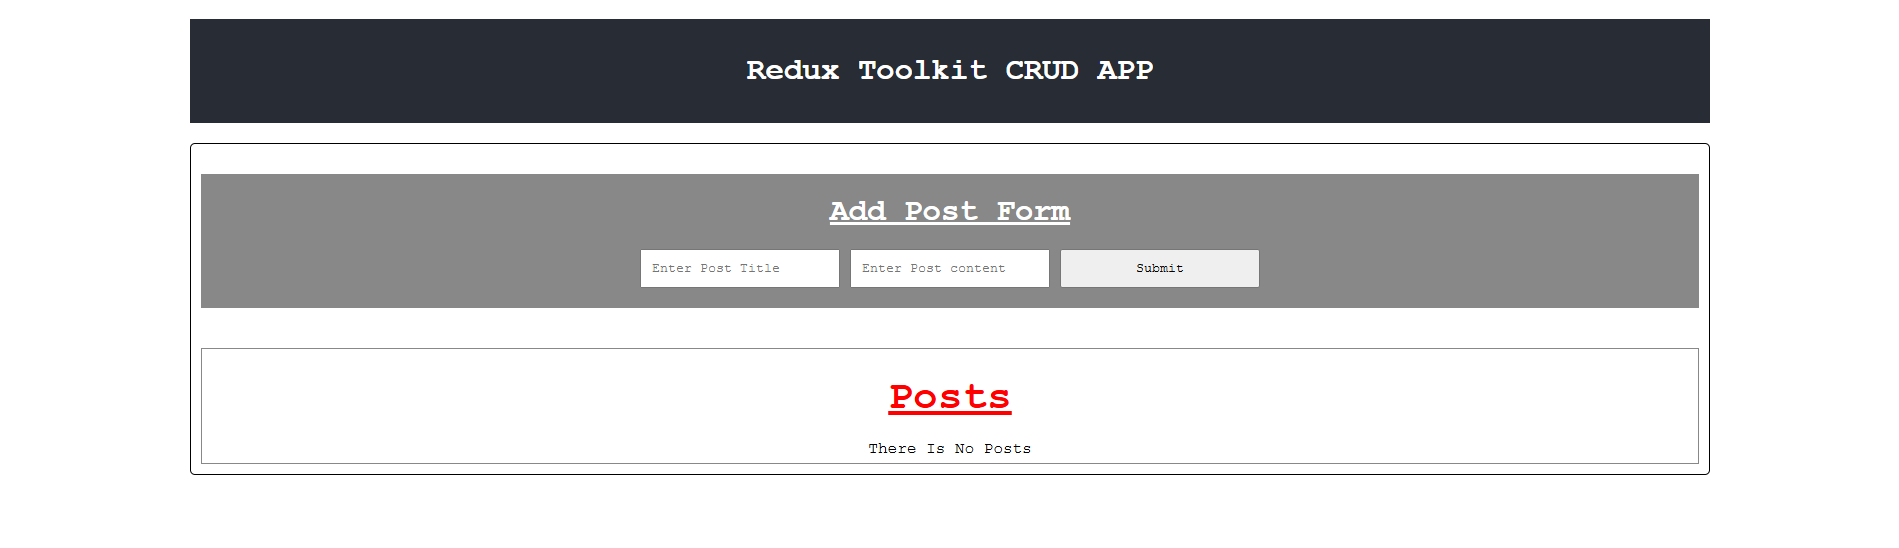 Redux Toolkit CRUD APP
Add Post Form
Enter Post Title Enter Post content Submit
Posts
There Is No Posts